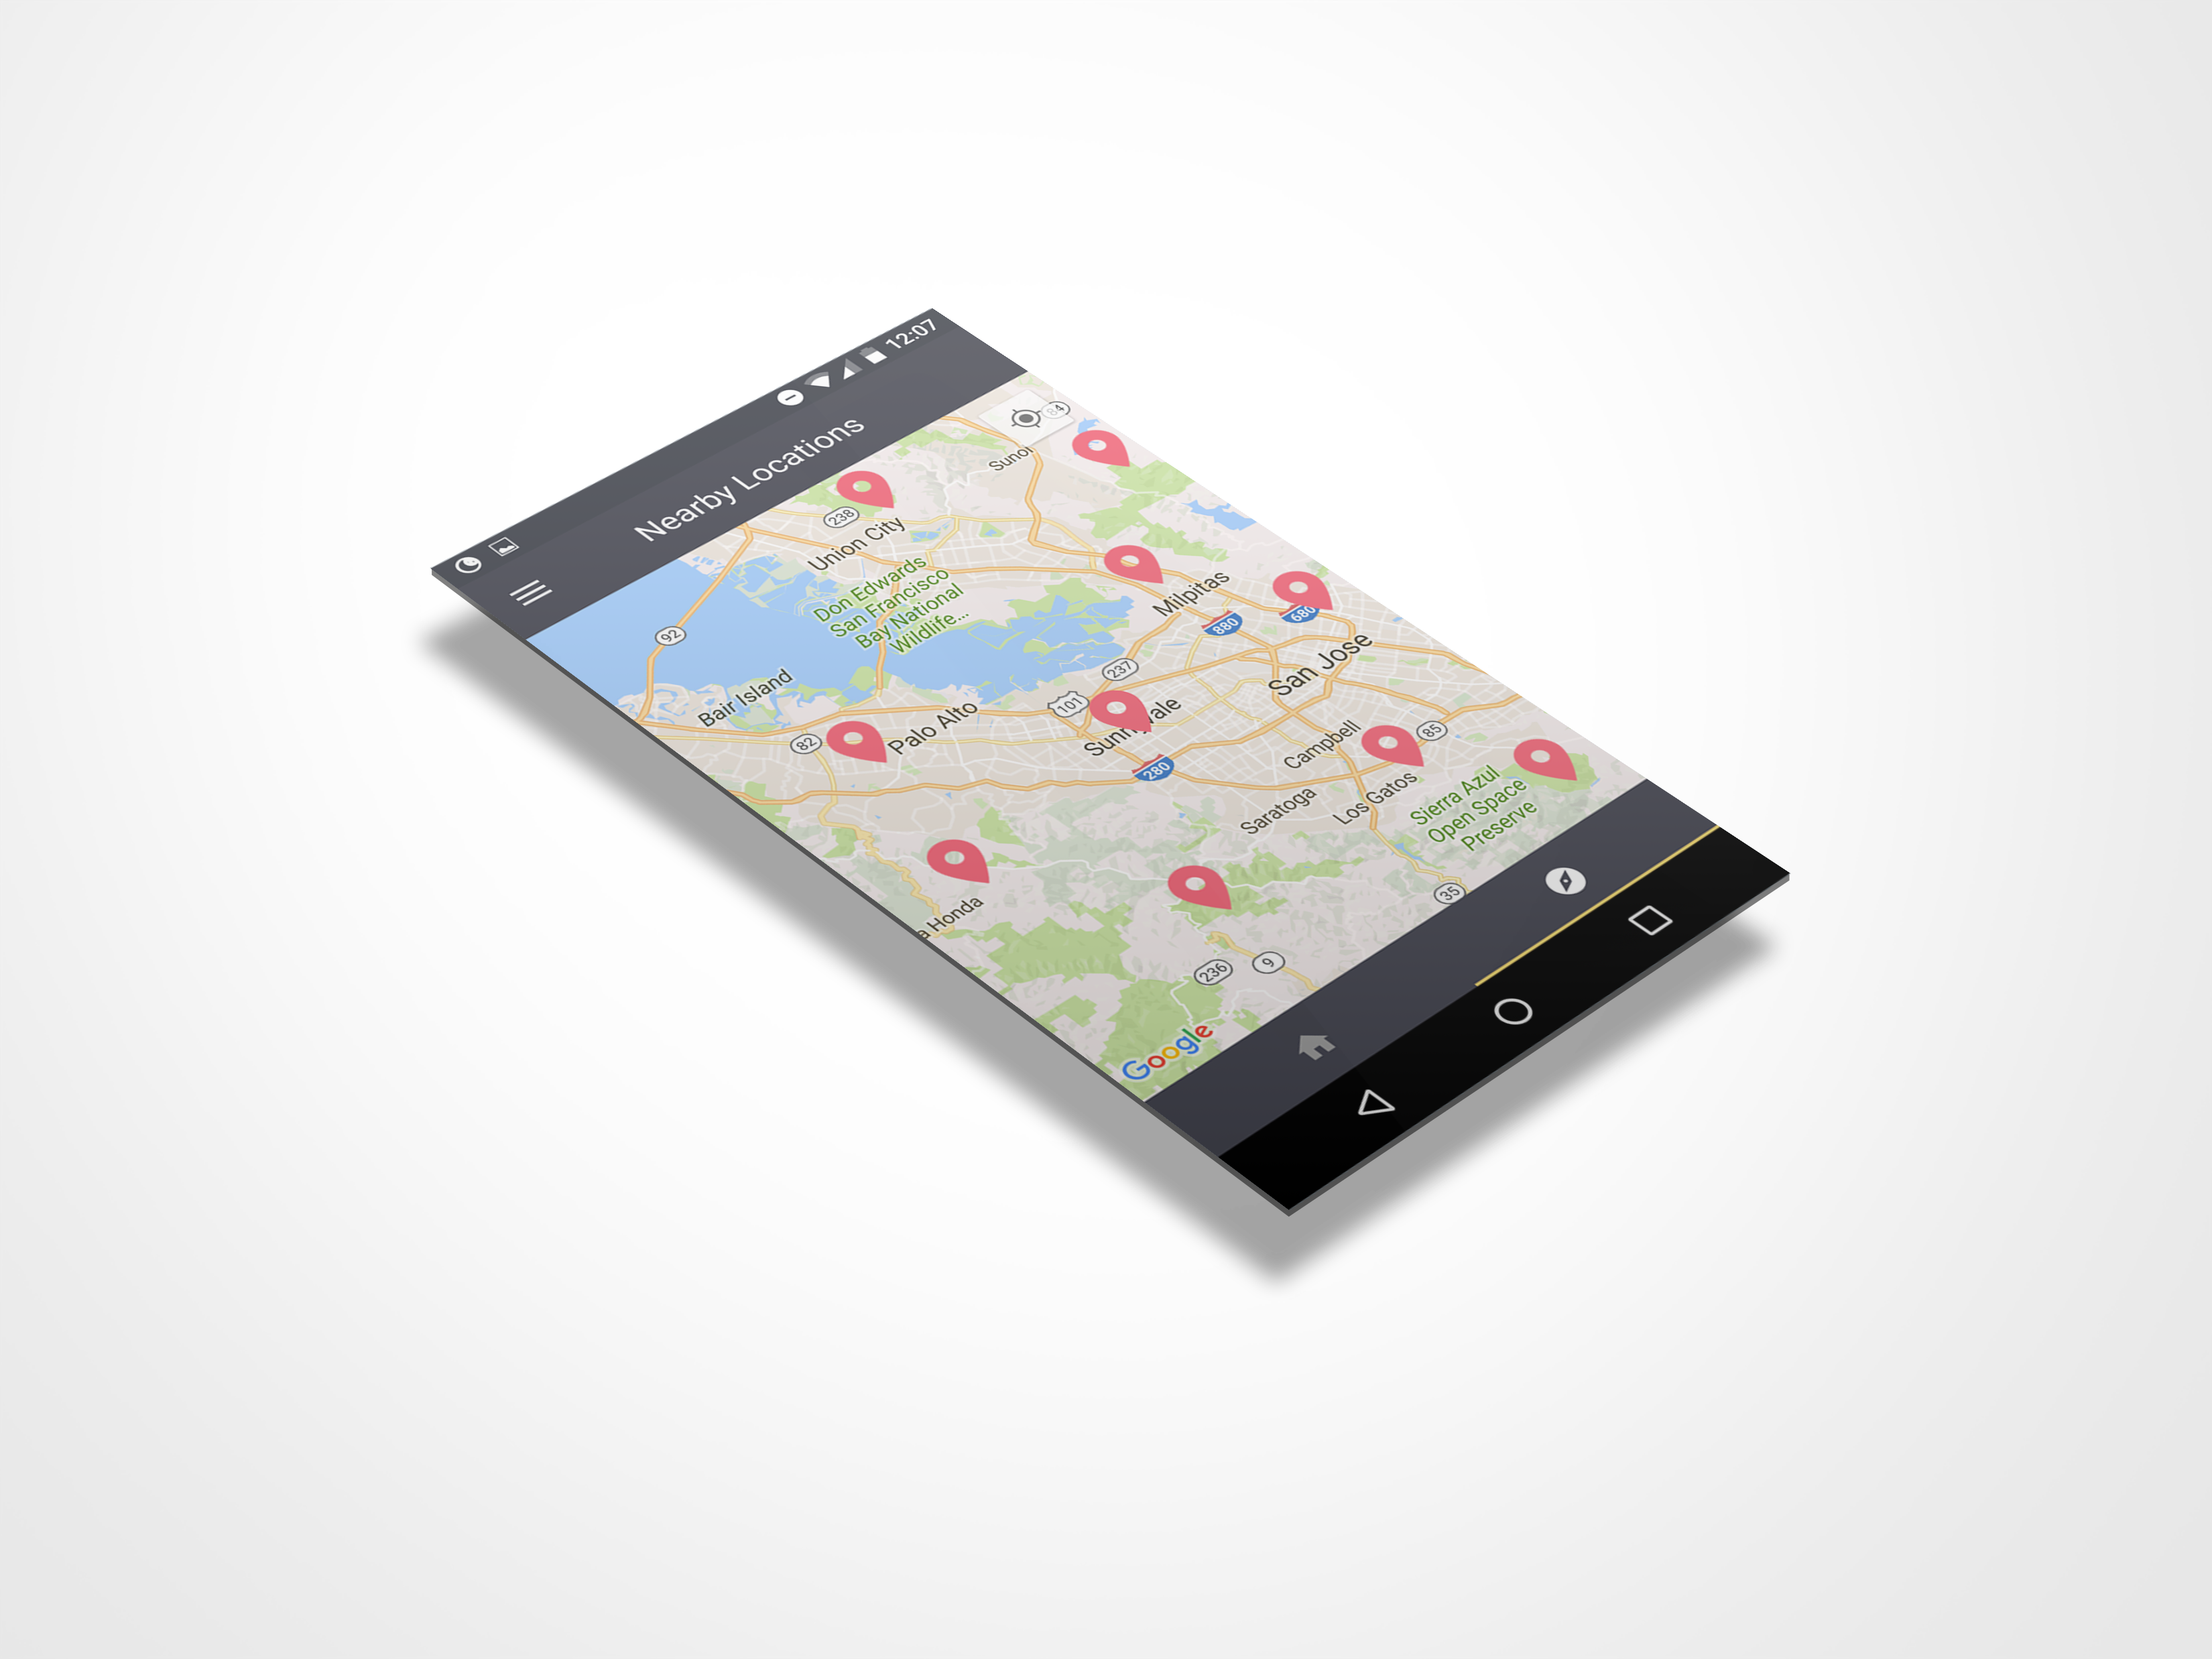 12:07
Nearby Locations
84
Sunol
238
Union City
Don Edwards
San Francisco
Bay National
Wildlife...
92
Milpitas
880
680
237
San Jose
Bair Island
101
82
Palo Alto
Sunnyvale
280
Campbell
85
Saratoga
Los Gatos
Sierra Azul
Open Space
Preserve
a Honda
35
236
9
Google